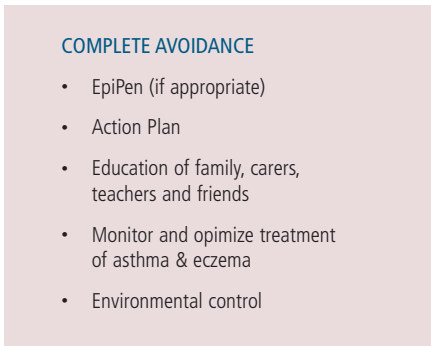 COMPLETE AVOIDANCE
• EpiPen (if appropriate)
• Action Plan
• Education of family, carers,
teachers and friends
• Monitor and opimize treatment
of asthma & eczema
• Environmental control